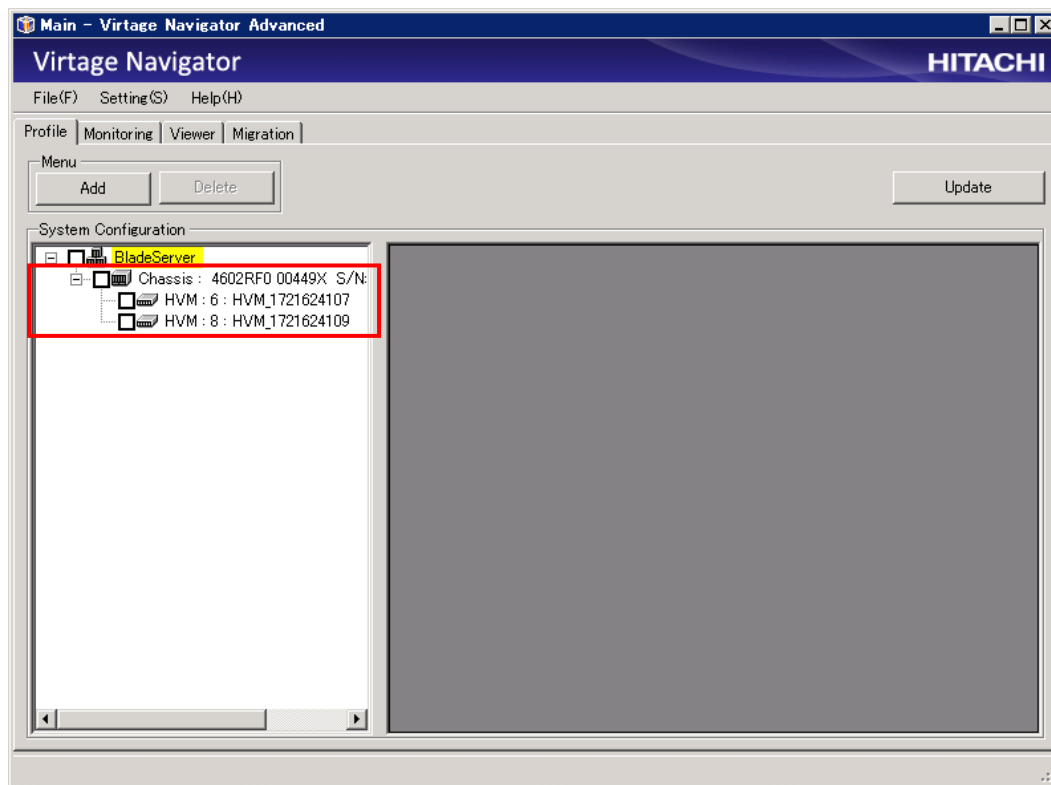 Main - Virtage Navigator Advanced
Virtage Navigator HITACHI
File(F) Setting(S) Help(H)
Profile Monitoring Viewer Migration
Menu
Add Delete Update
System Configuration
BladeServer
Chassis : 4602RF0 00449X S/N:
HVM : 6 : HVM_1721624107
HVM : 8 : HVM_1721624109